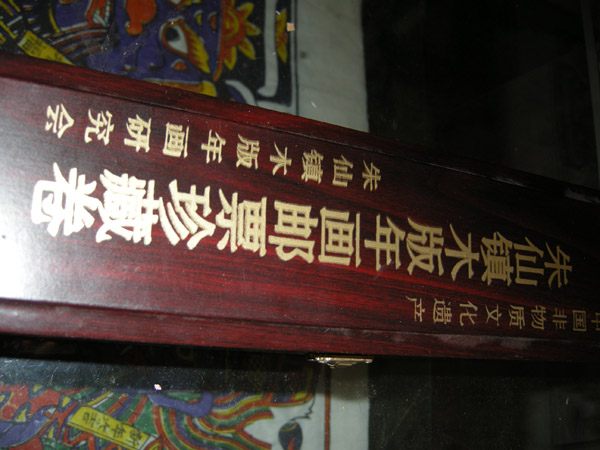 中国非物质文化遗产
朱仙镇木版年画邮票珍藏卷
朱仙镇木版年画研究会